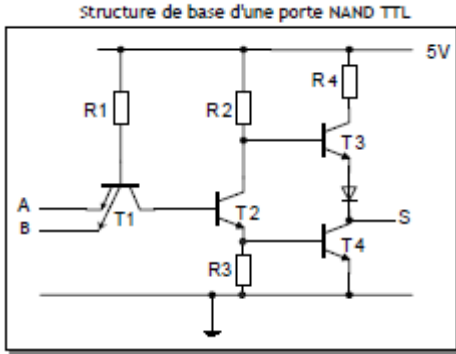 Structure de base d'une porte NAND TTL
5V
R1
R2
R4
T3
A
B
T1
T2
S
T4
R3